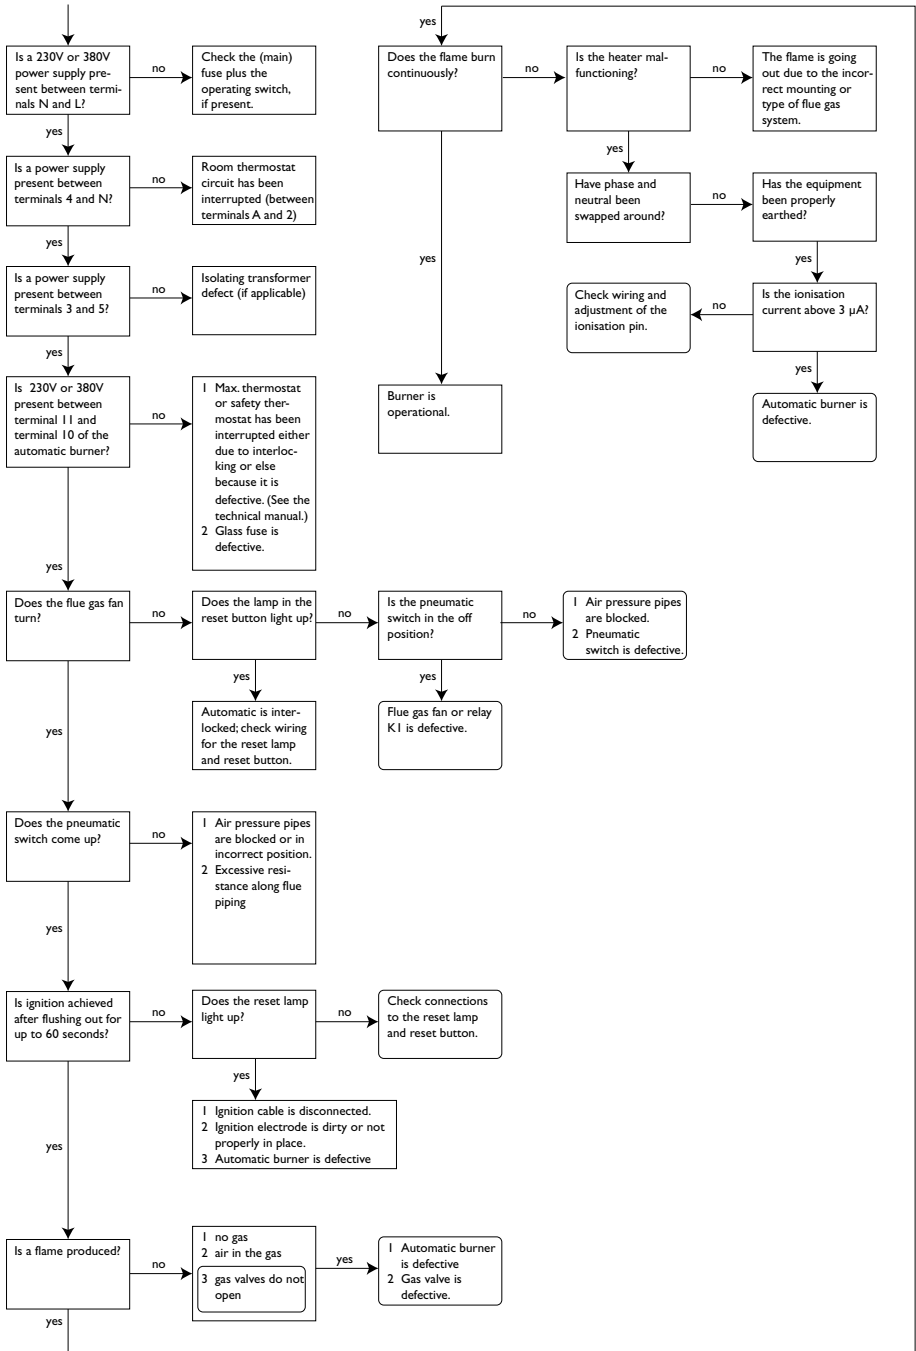 yes
Is a 230V or 380V
power supply pre-
sent between termi-
nals N and L?
no
Check the (main)
fuse plus the
operating switch,
if present.
Does the flame burn
continuously?
no
Is the heater mal-
functioning?
no
The flame is going
out due to the incor-
rect mounting or
type of flue gas
system.
yes
yes
Is a power supply
present between
terminals 4 and N?
no
Room thermostat
circuit has been
interrupted (between
terminals A and 2)
Have phase and
neutral been
swapped around?
no
Has the equipment
been properly
earthed?
yes
yes
yes
Is a power supply
present between
terminals 3 and 5?
no
Isolating transformer
defect (if applicable)
Check wiring and
adjustment of the
ionisation pin.
no
Is the ionisation
current above 3 µA?
yes
yes
Is 230V or 380V
present between
terminal 11 and
terminal 10 of the
automatic burner?
no
1 Max. thermostat
or safety ther-
mostat has been
interrupted either
due to interloc-
king or else
because it is
defective. (See the
technical manual.)
2 Glass fuse is
defective.
Burner is
operational.
Automatic burner is
defective.
yes
Does the flue gas fan
turn?
no
Does the lamp in the
reset button light up?
no
Is the pneumatic
switch in the off
position?
no
1 Air pressure pipes
are blocked.
2 Pneumatic
switch is defective.
yes
yes
yes
Automatic is inter-
locked; check wiring
for the reset lamp
and reset button.
Flue gas fan or relay
K1 is defective.
Does the pneumatic
switch come up?
no
1 Air pressure pipes
are blocked or in
incorrect position.
2 Excessive resi-
stance along flue
piping
yes
Is ignition achieved
after flushing out for
up to 60 seconds?
no
Does the reset lamp
light up?
no
Check connections
to the reset lamp
and reset button.
yes
yes
1 Ignition cable is disconnected.
2 Ignition electrode is dirty or not
properly in place.
3 Automatic burner is defective
Is a flame produced?
no
1 no gas
2 air in the gas
3 gas valves do not
open
yes
1 Automatic burner
is defective
2 Gas valve is
defective.
yes